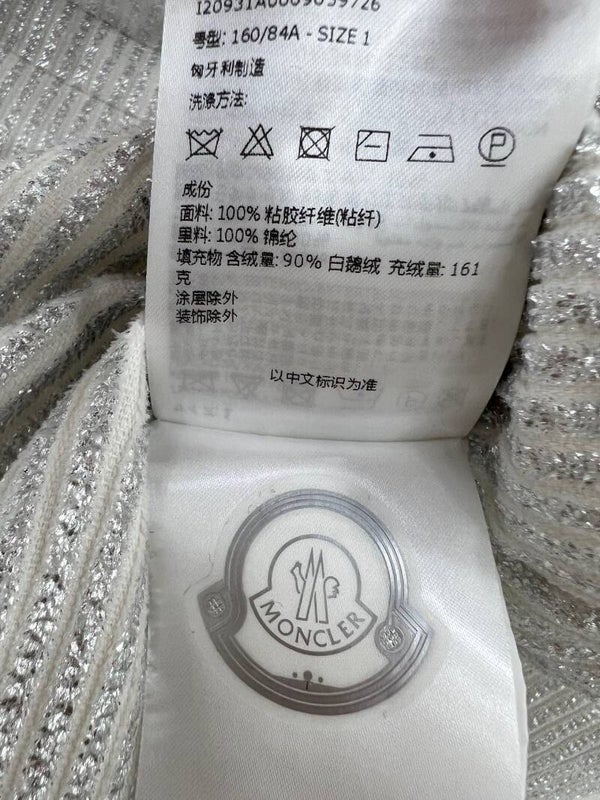 号型: 160/84A - SIZE 1
匈牙利制造
洗涤方法:
成份
面料: 100% 粘胶纤维(粘纤)
里料: 100% 锦纶
填充物 含绒量: 90% 白鹅绒 充绒量: 161
克
涂层除外
装饰除外
以中文标识为准
MONCLER